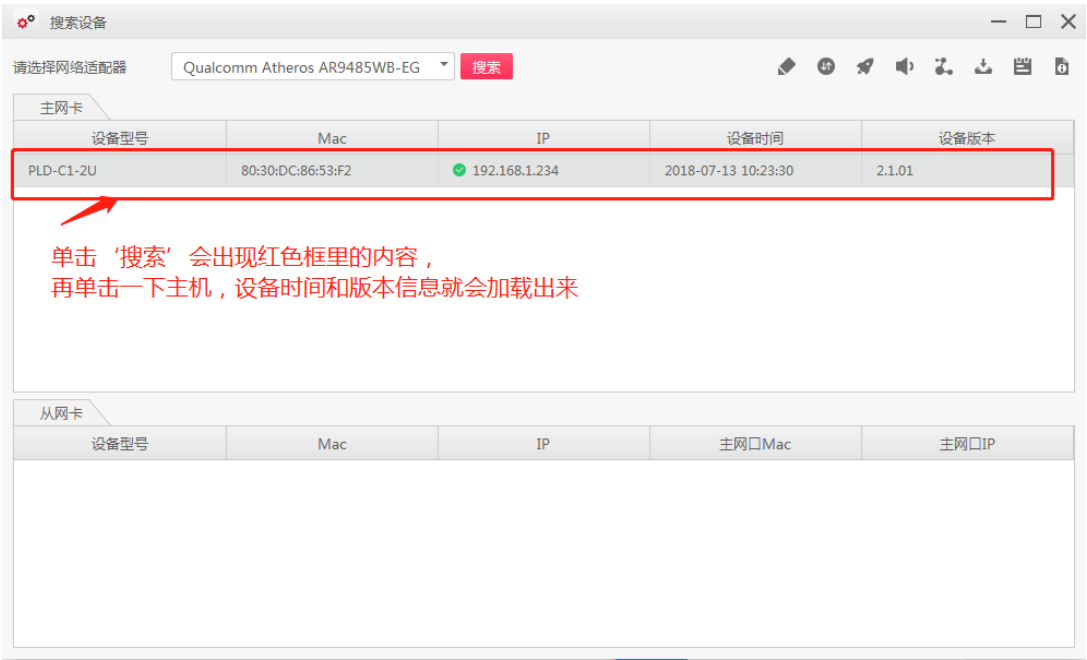 搜索设备
请选择网络适配器 Qualcomm Atheros AR9485WB-EG 搜索
主网卡
设备型号 Mac IP 设备时间 设备版本
PLD-C1-2U 80:30:DC:86:53:F2 192.168.1.234 2018-07-13 10:23:30 2.1.01
单击‘搜索’会出现红色框里的内容，
再单击一下主机，设备时间和版本信息就会加载出来
从网卡
设备型号 Mac IP 主网口Mac 主网口IP